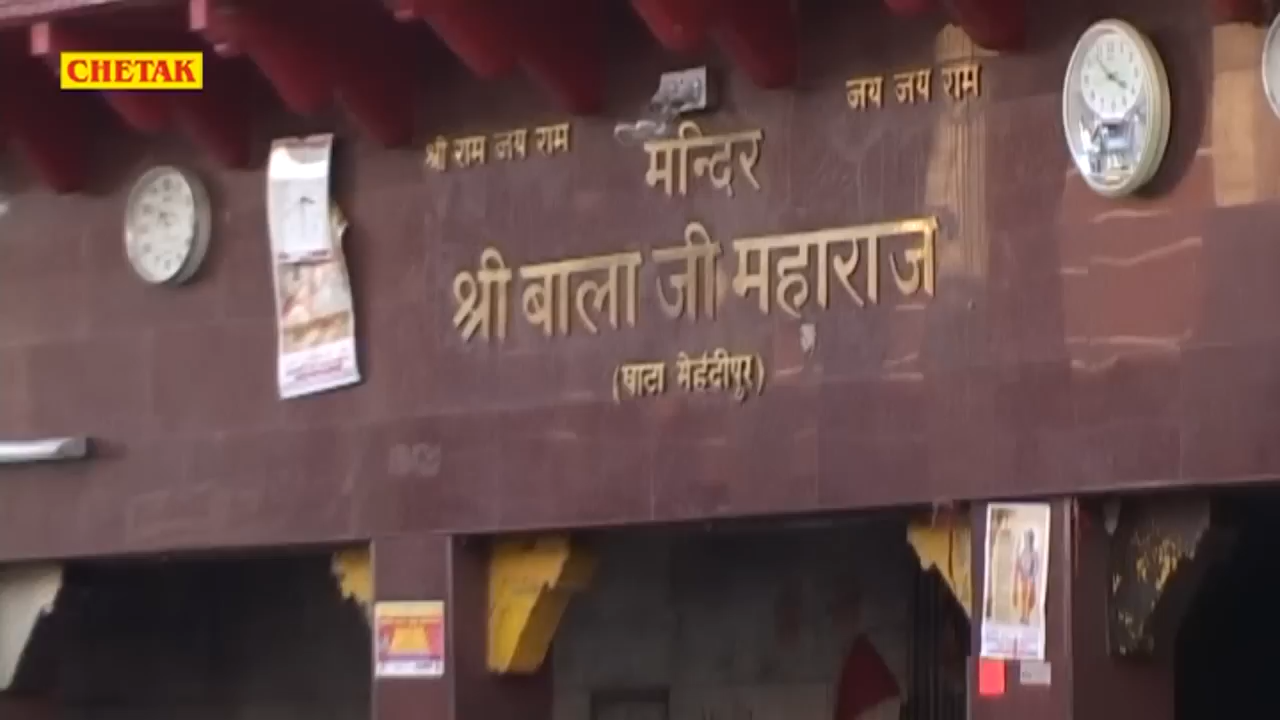 CHETAK
श्री राम जय राम
जय जय राम
मन्दिर
श्री बाला जी महाराज
(घाटा मेहंदीपुर)